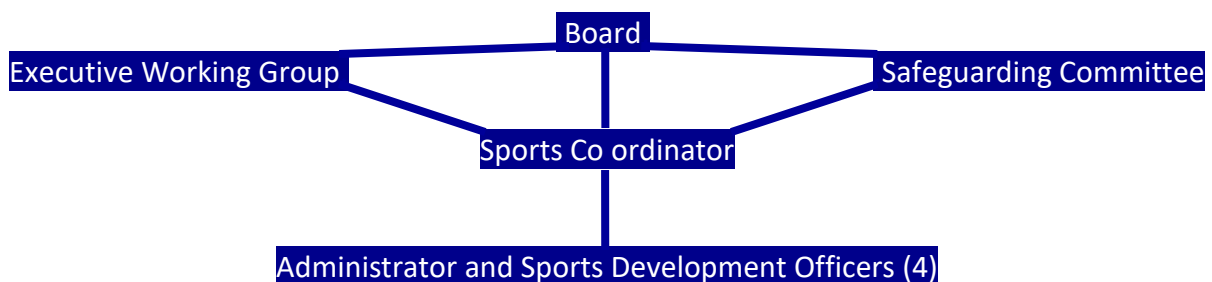 Board
Executive Working Group
Safeguarding Committee
Sports Co ordinator
Administrator and Sports Development Officers (4)